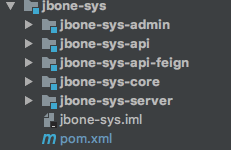 jbone-sys
jbone-sys-admin
jbone-sys-api
jbone-sys-api-feign
jbone-sys-core
jbone-sys-server
jbone-sys.iml
m pom.xml